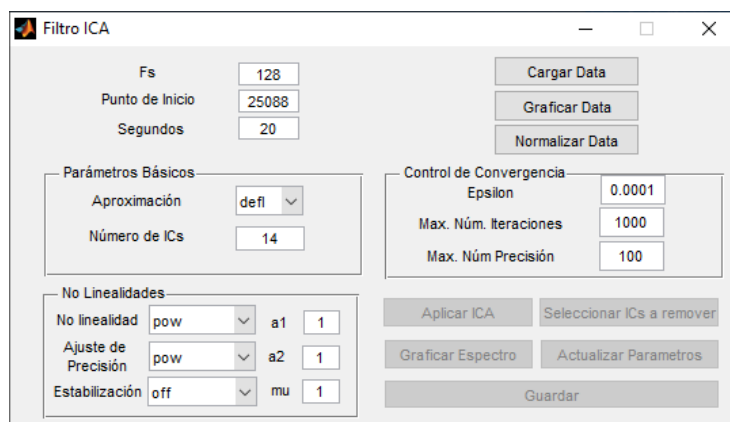 Filtro ICA
Fs 128
Punto de Inicio 25088
Segundos 20
Cargar Data
Graficar Data
Normalizar Data
Parámetros Básicos
Aproximación defl
Número de ICs 14
Control de Convergencia
Epsilon 0.0001
Max. Núm. Iteraciones 1000
Max. Núm Precisión 100
No Linealidades
No linealidad pow a1 1
Ajuste de
Precisión pow a2 1
Estabilización off mu 1
Aplicar ICA Seleccionar ICs a remover
Graficar Espectro Actualizar Parametros
Guardar